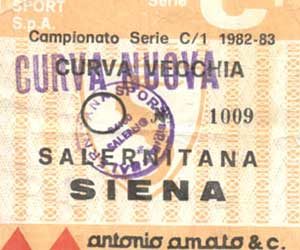 SPORT
S.p.A.
Serie
C
Campionato Serie C/1 1982-83
CURVA VECCHIA
CURVA NUOVA
1009
SALERNITANA
SIENA
antonio amato & c.